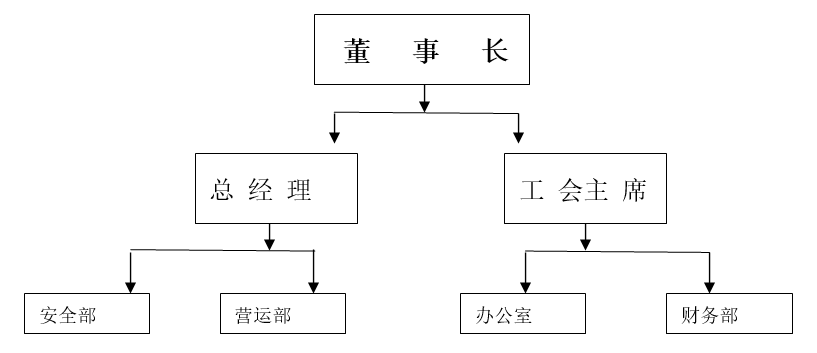 董 事 长
总 经 理
工 会主 席
安全部
营运部
办公室
财务部